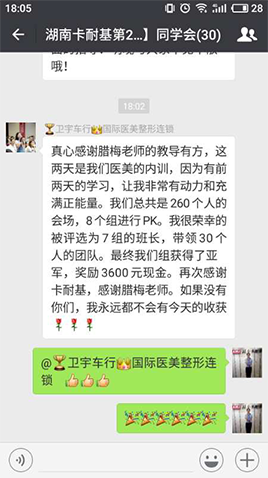 18:05
28
湖南卡耐基第2...】同学会(30)
哦！
18:02
🏆卫宇车行👑国际医美整形连锁
真心感谢腊梅老师的教导有方，这
两天是我们医美的内训，因为有前
两天的学习，让我非常有动力和充
满正能量。我们总共是260个人的
会场，8个组进行PK。我很荣幸的
被评选为7组的班长，带领30个
人的团队。最终我们组获得了亚
军，奖励3600元现金。再次感谢
卡耐基，感谢腊梅老师。如果没有
你们，我永远都不会有今天的收获
🌹🌹🌹
@🏆卫宇车行👑国际医美整形连
锁 👍👍👍
🎉🎉🎉🎉🎉🎉